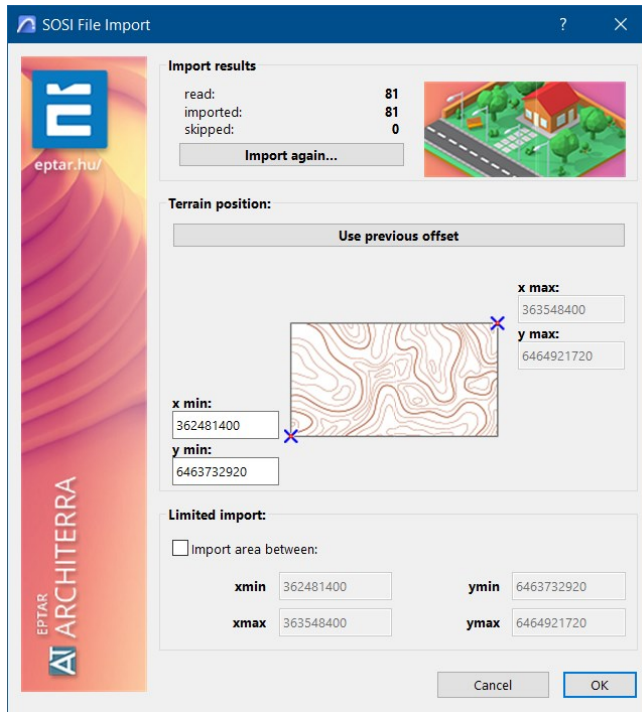 SOSI File Import
?
eptar.hu/
EPTAR
ARCHITERRA
Import results
read: 81
imported: 81
skipped: 0
Import again...
Terrain position:
Use previous offset
x max:
363548400
y max:
6464921720
x min:
362481400
y min:
6463732920
Limited import:
Import area between:
xmin 362481400 ymin 6463732920
xmax 363548400 ymax 6464921720
Cancel OK